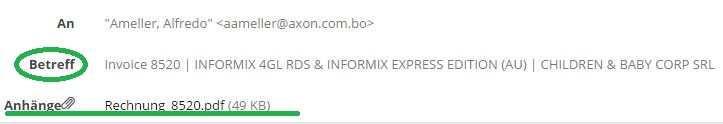 An "Ameller, Alfredo" <aameller@axon.com.bo>
Betreff Invoice 8520 | INFORMIX 4GL RDS & INFORMIX EXPRESS EDITION (AU) | CHILDREN & BABY CORP SRL
Anhänge Rechnung_8520.pdf (49 KB)